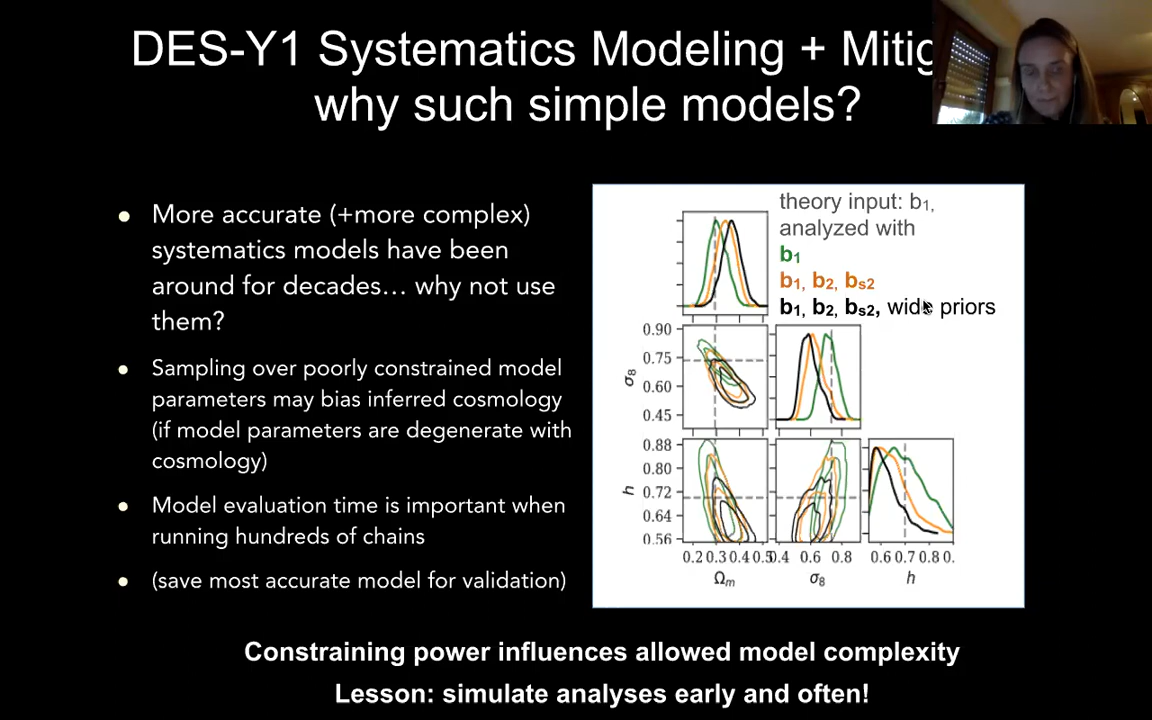 DES-Y1 Systematics Modeling + Mitig
why such simple models?
• More accurate (+more complex)
systematics models have been
around for decades... why not use
them?
• Sampling over poorly constrained model
parameters may bias inferred cosmology
(if model parameters are degenerate with
cosmology)
• Model evaluation time is important when
running hundreds of chains
• (save most accurate model for validation)
theory input: b₁,
analyzed with
b₁
b₁, b₂, bₛ₂
b₁, b₂, bₛ₂, wide priors
0.90
0.75
0.60
0.45
σ₈
0.88
0.80
0.72
0.64
0.56
h
0.2 0.3 0.4 0.5 0.4 0.6 0.8 0.6 0.7 0.8 0.
Ωₘ σ₈ h
Constraining power influences allowed model complexity
Lesson: simulate analyses early and often!